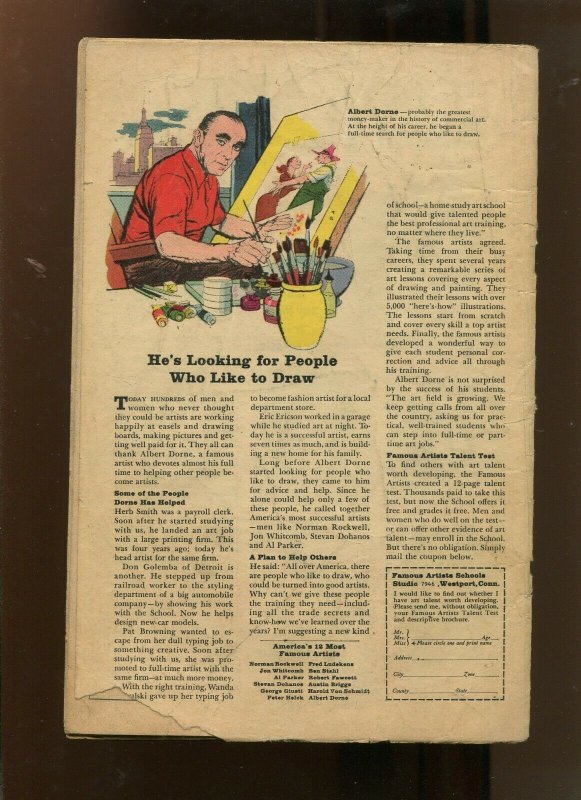 Albert Dorne — probably the greatest
money-maker in the history of commercial art.
At the height of his career, he began a
full-time search for people who like to draw.
He's Looking for People
Who Like to Draw
TODAY HUNDREDS of men and
women who never thought
they could be artists are working
happily at easels and drawing
boards, making pictures and get-
ting well paid for it. They all can
thank Albert Dorne, a famous
artist who devotes almost his full
time to helping other people be-
come artists.
Some of the People
Dorne Has Helped
Herb Smith was a payroll clerk.
Soon after he started studying
with us, he landed an art job
with a large printing firm. This
was four years ago; today he's
head artist for the same firm.
Don Golemba of Detroit is
another. He stepped up from
railroad worker to the styling
department of a big automobile
company—by showing his work
with the School. Now he helps
design new-car models.
Pat Browning wanted to es-
cape from her dull typing job to
something creative. Soon after
studying with us, she was pro-
moted to full-time artist with the
same firm—at much more money.
With the right training, Wanda
ulski gave up her typing job
to become fashion artist for a local
department store.
Eric Ericson worked in a garage
while he studied art at night. To-
day he is a successful artist, earns
seven times as much, and is build-
ing a new home for his family.
Long before Albert Dorne
started looking for people who
like to draw, they came to him
for advice and help. Since he
alone could help only a few of
these people, he called together
America's most successful artists
—men like Norman Rockwell,
Jon Whitcomb, Stevan Dohanos
and Al Parker.
A Plan to Help Others
He said: "All over America, there
are people who like to draw, who
could be turned into good artists.
Why can't we give these people
the training they need—includ-
ing all the trade secrets and
know-how we've learned over the
years? I'm suggesting a new kind
America's 12 Most
Famous Artists
Norman Rockwell Fred Ludekens
Jon Whitcomb Ben Stahl
Al Parker Robert Fawcett
Stevan Dohanos Austin Briggs
George Giusti Harold Von Schmidt
Peter Helck Albert Dorne
of school—a home-study art school
that would give talented people
the best professional art training,
no matter where they live."
The famous artists agreed.
Taking time from their busy
careers, they spent several years
creating a remarkable series of
art lessons covering every aspect
of drawing and painting. They
illustrated their lessons with over
5,000 "here's-how" illustrations.
The lessons start from scratch
and cover every skill a top artist
needs. Finally, the famous artists
developed a wonderful way to
give each student personal cor-
rection and advice all through
his training.
Albert Dorne is not surprised
by the success of his students.
"The art field is growing. We
keep getting calls from all over
the country, asking us for prac-
tical, well-trained students who
can step into full-time or part-
time art jobs."
Famous Artists Talent Test
To find others with art talent
worth developing, the Famous
Artists created a 12-page talent
test. Thousands paid to take this
test, but now the School offers it
free and grades it free. Men and
women who do well on the test—
or can offer other evidence of art
talent—may enroll in the School.
But there's no obligation. Simply
mail the coupon below.
Famous Artists Schools
Studio Westport, Conn.
I would like to find out whether I
have art talent worth developing.
Please send me, without obligation,
your Famous Artists Talent Test
and descriptive brochure.
Mr.
Mrs. Age
Miss Please circle one and print name
Address
City Zone
County State